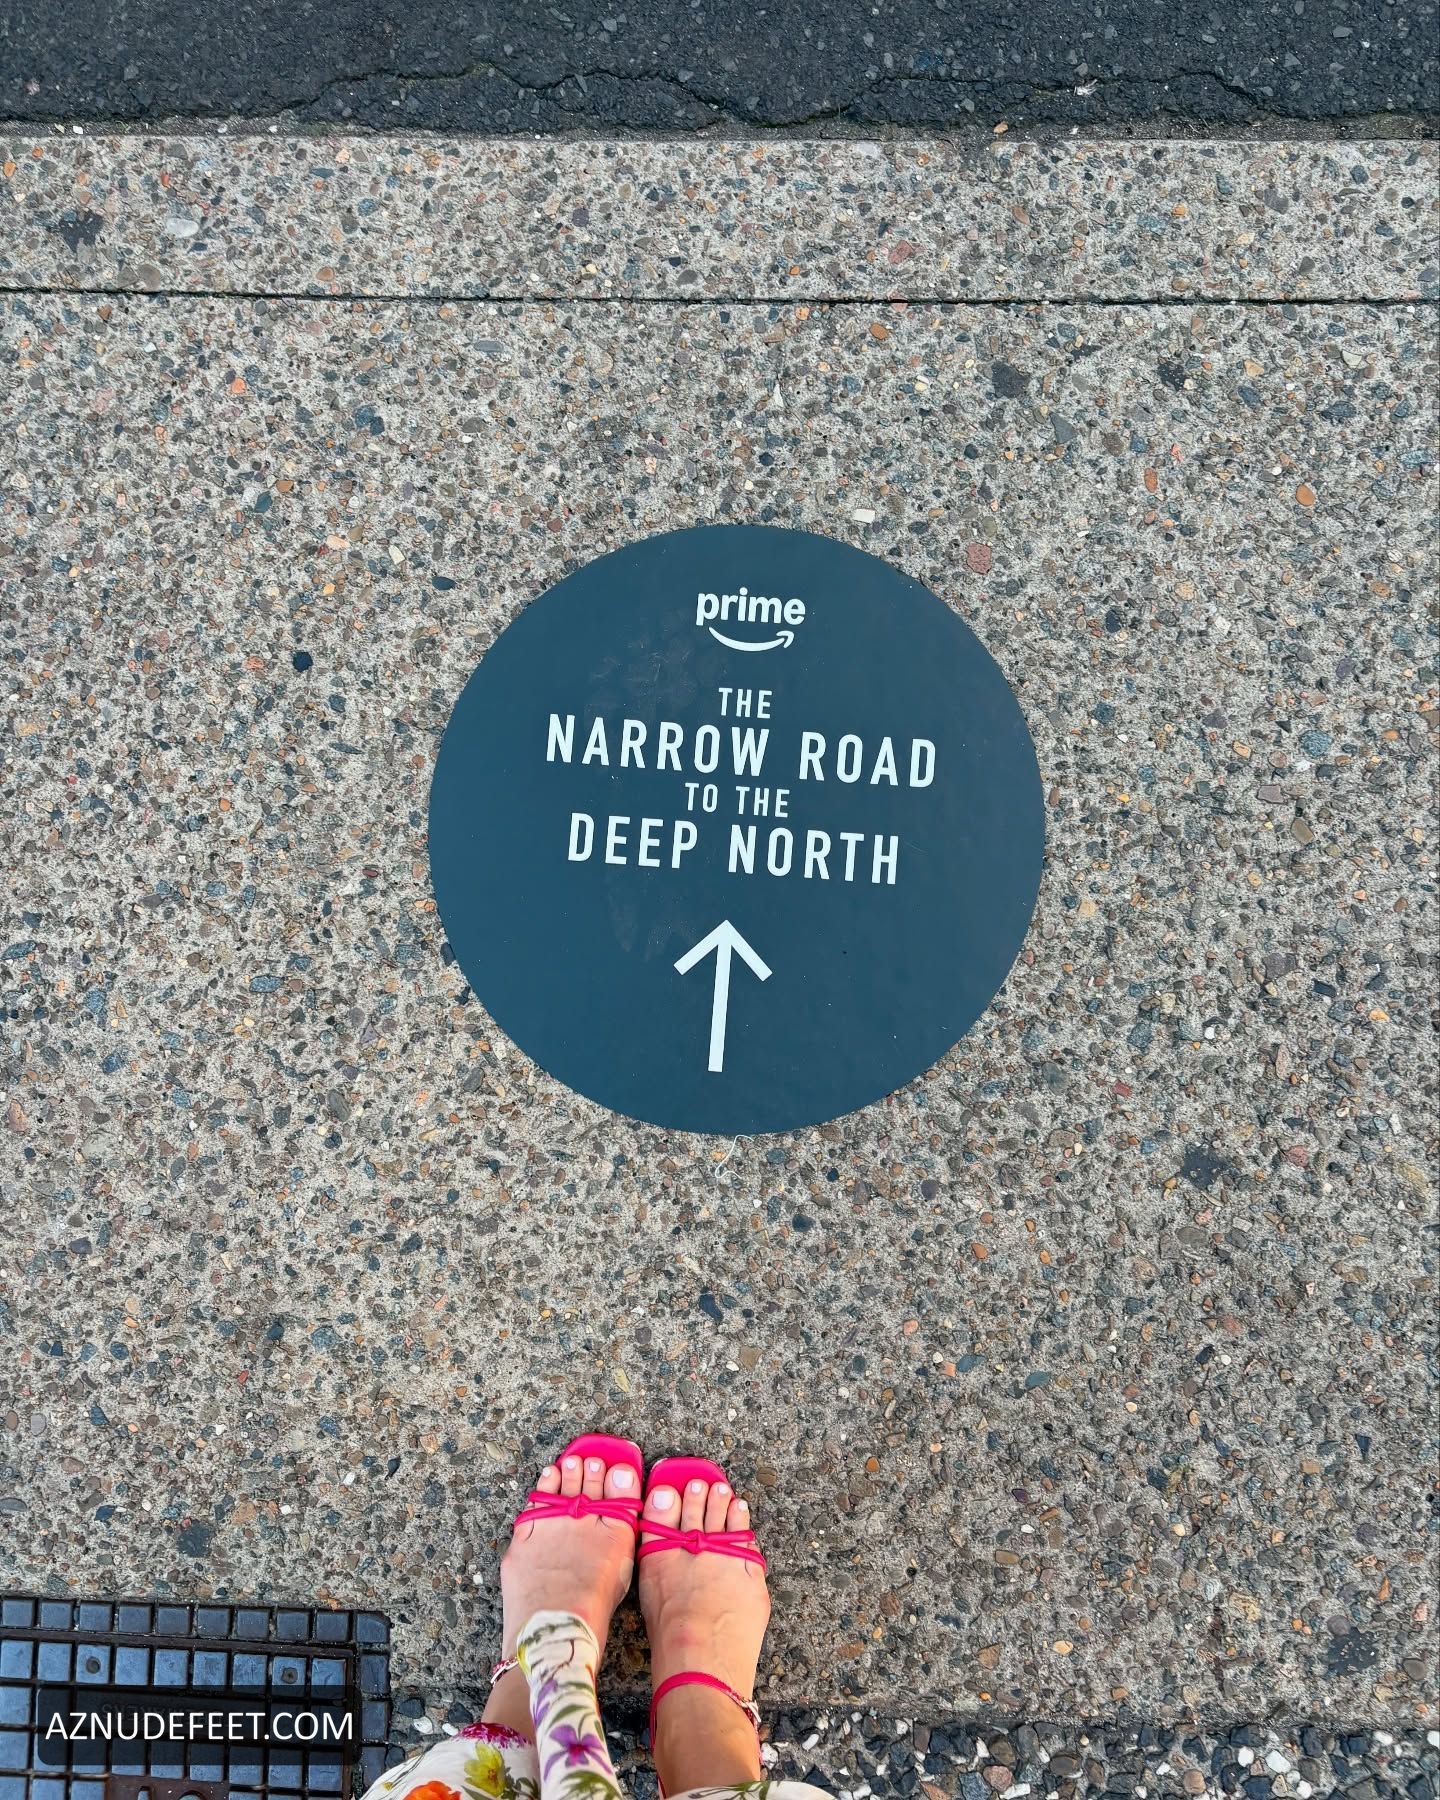 prime
THE
NARROW ROAD
TO THE
DEEP NORTH
AZNUDEFEET.COM